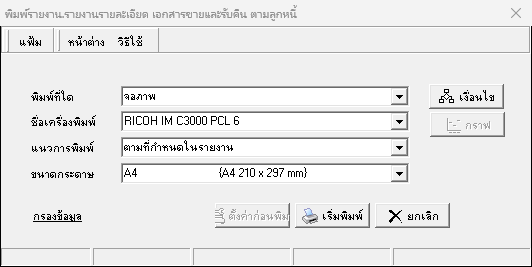 พิมพ์รายงาน.รายงานรายละเอียด เอกสารขายและรับคืน ตามลูกหนี้
แฟ้ม หน้าต่าง วิธีใช้
พิมพ์ที่ใด จอภาพ เงื่อนไข
ชื่อเครื่องพิมพ์ RICOH IM C3000 PCL 6 กราฟ
แนวการพิมพ์ ตามที่กำหนดในรายงาน
ขนาดกระดาษ A4 {A4 210 x 297 mm}
กรองข้อมูล ตั้งค่าก่อนพิม เริ่มพิมพ์ ยกเลิก